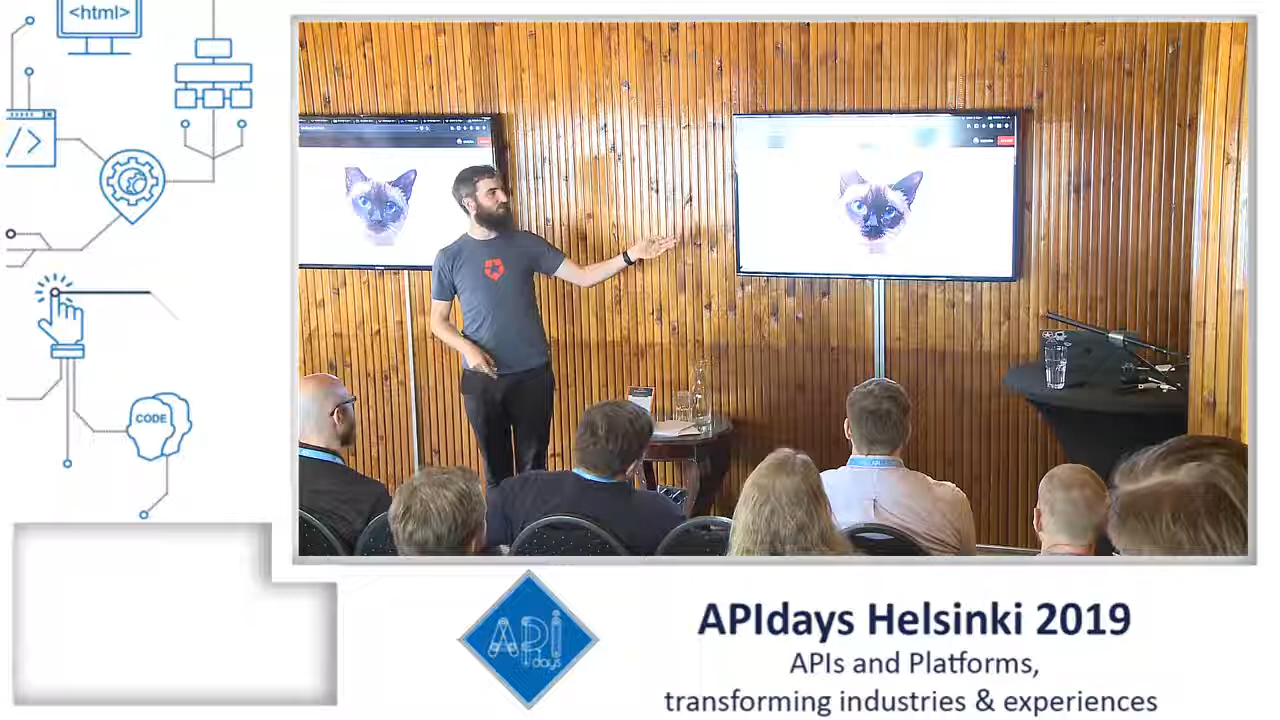 <html>
</>
CODE
API
days
APIdays Helsinki 2019
APIs and Platforms,
transforming industries & experiences